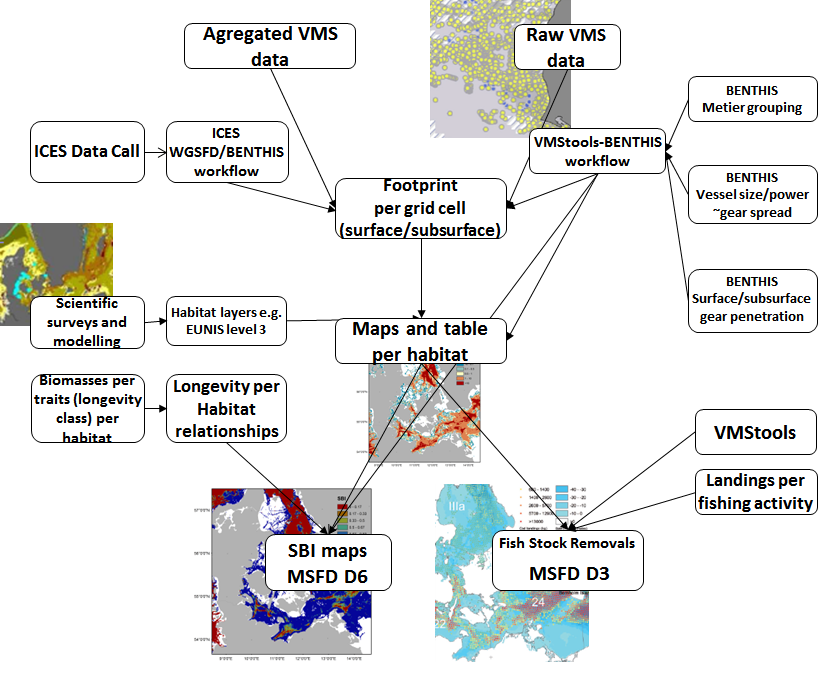 Agregated VMS
data
Raw VMS
data
BENTHIS
Metier grouping
ICES Data Call
ICES
WGSFD/BENTHIS
workflow
VMStools-BENTHIS
workflow
BENTHIS
Vessel size/power
~gear spread
Footprint
per grid cell
(surface/subsurface)
BENTHIS
Surface/subsurface
gear penetration
Scientific
surveys and
modelling
Habitat layers e.g.
EUNIS level 3
Maps and table
per habitat
Biomasses per
traits (longevity
class) per
habitat
Longevity per
Habitat
relationships
VMStools
Landings per
fishing activity
SBI
IIIa
SBI maps
MSFD D6
Fish Stock Removals
MSFD D3
24